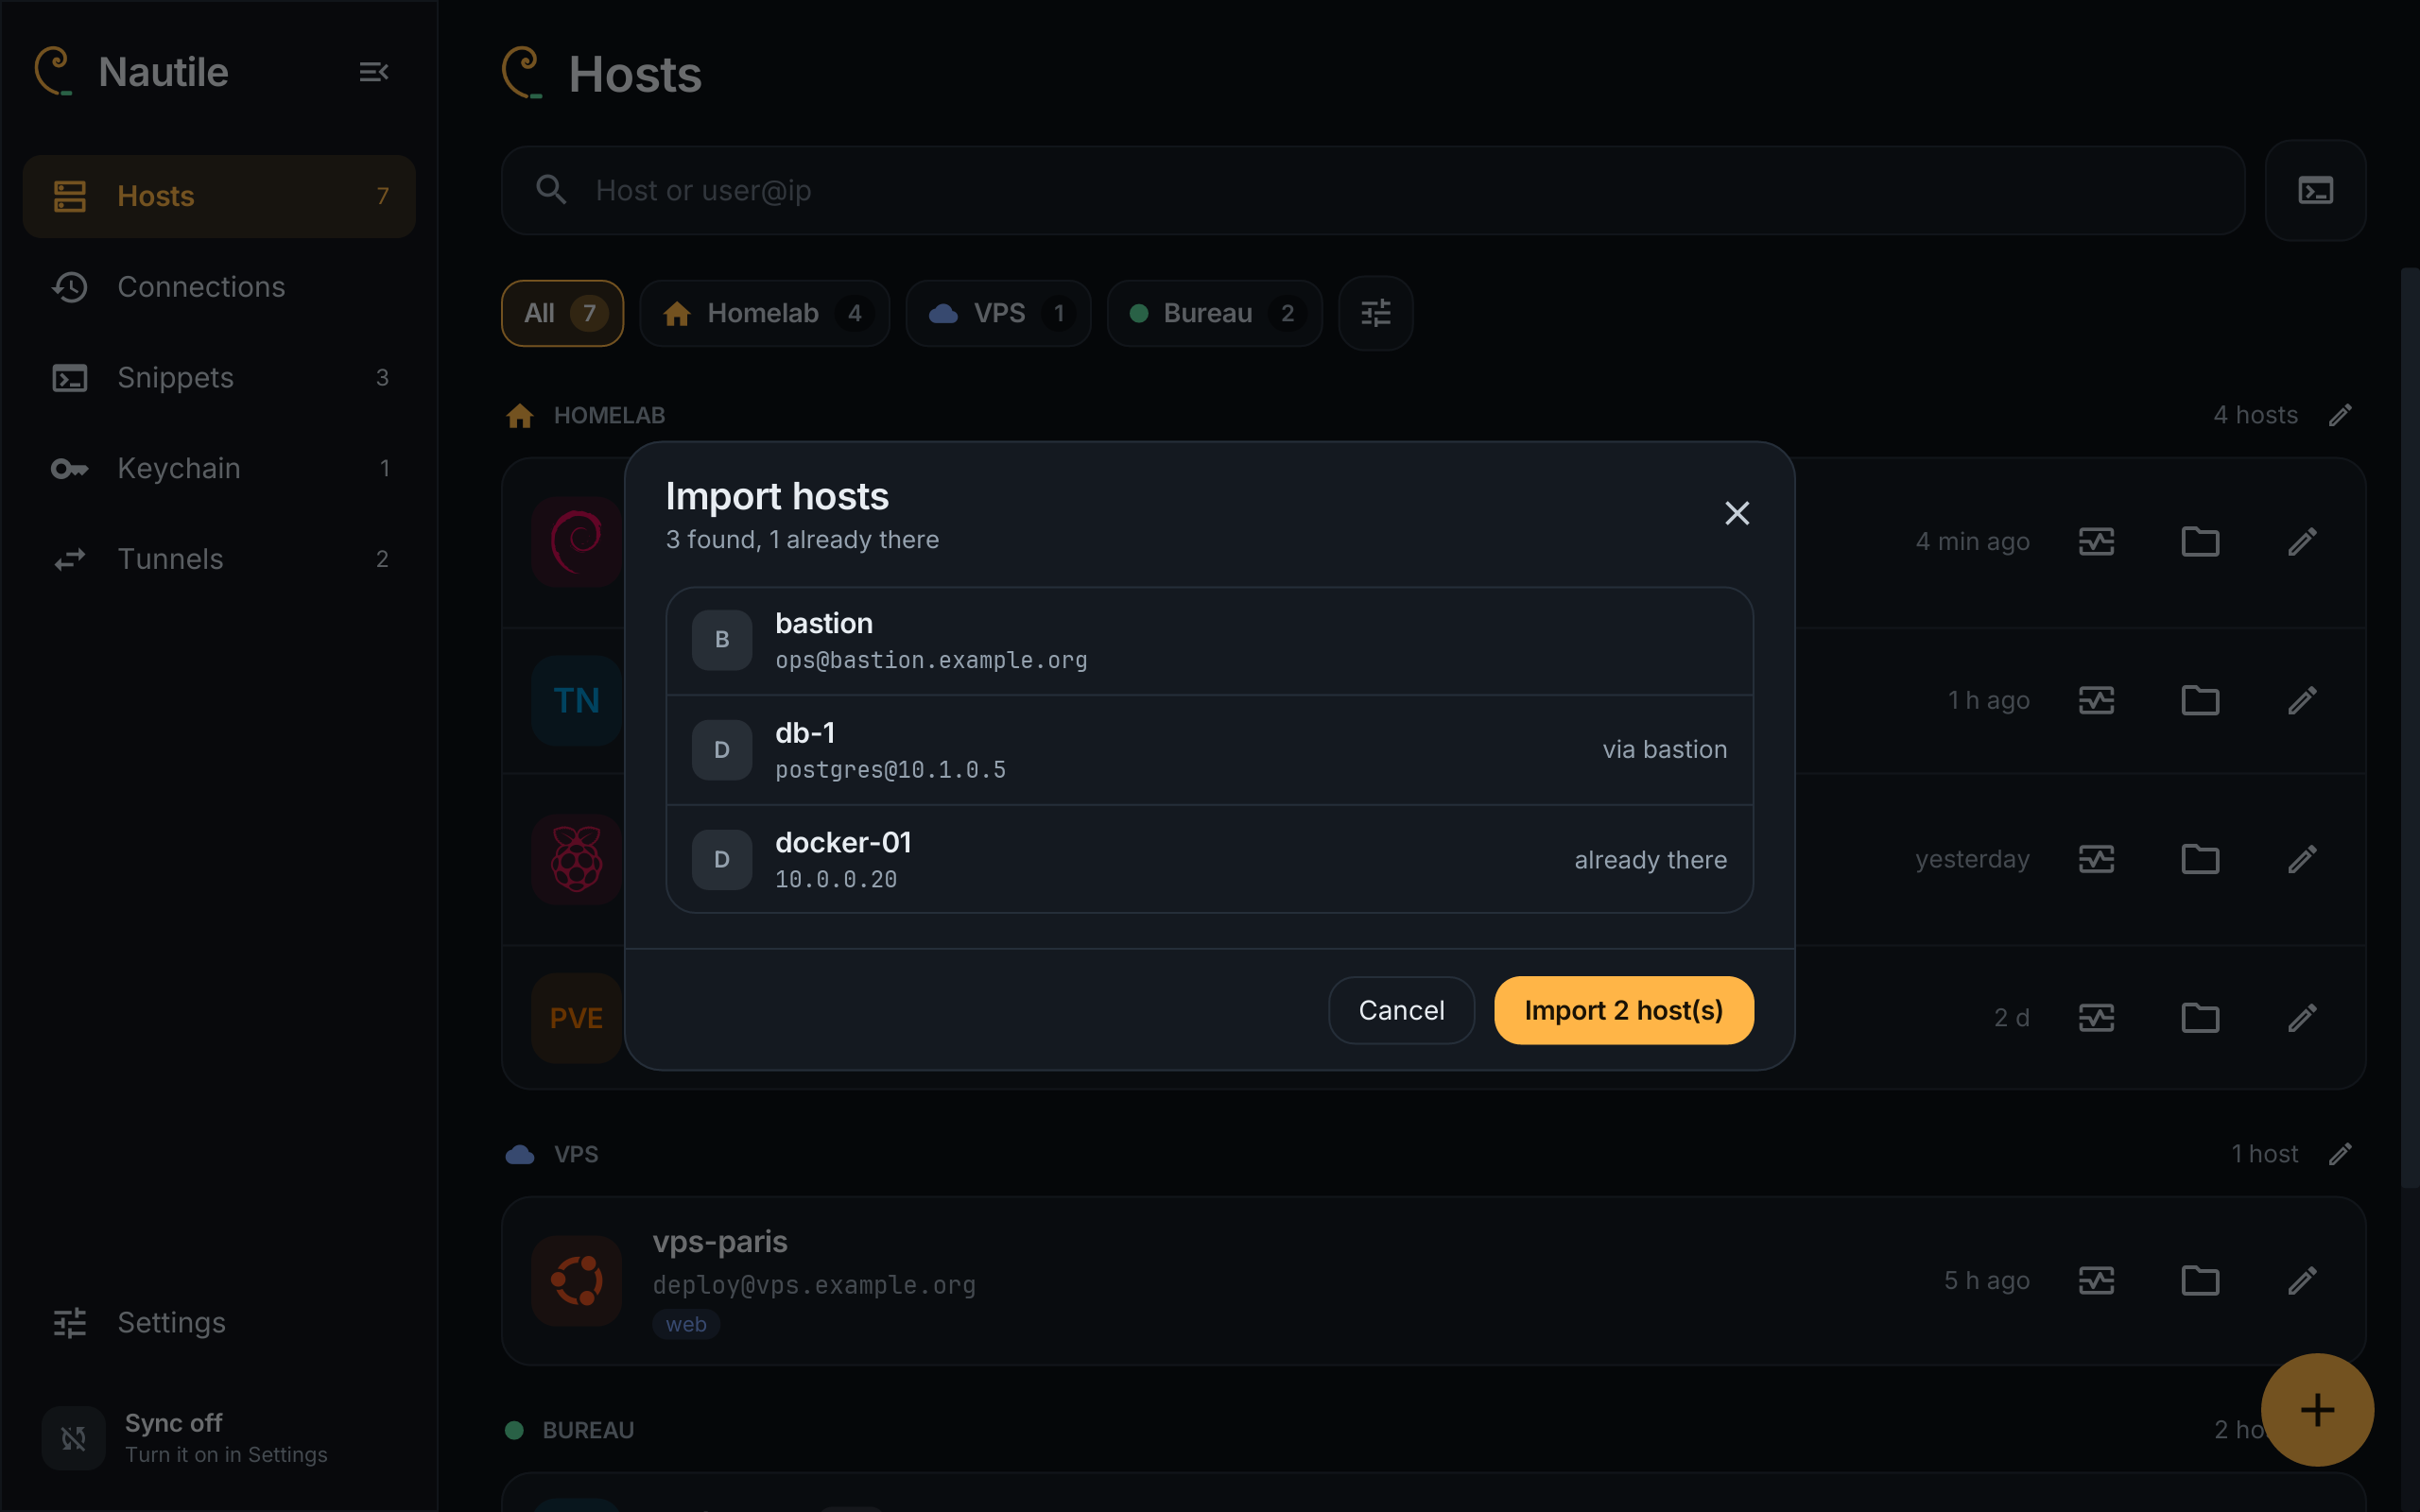 Nautile
Hosts 7
Connections
Snippets 3
Keychain 1
Tunnels 2
Settings
Sync off
Turn it on in Settings
Hosts
Host or user@ip
All 7 Homelab 4 VPS 1 Bureau 2
HOMELAB 4 hosts
4 min ago
TN 1 h ago
yesterday
PVE 2 d
Import hosts
3 found, 1 already there
B bastion
ops@bastion.example.org
D db-1
postgres@10.1.0.5
via bastion
D docker-01
10.0.0.20
already there
Cancel Import 2 host(s)
VPS 1 host
vps-paris
deploy@vps.example.org
web
5 h ago
BUREAU 2